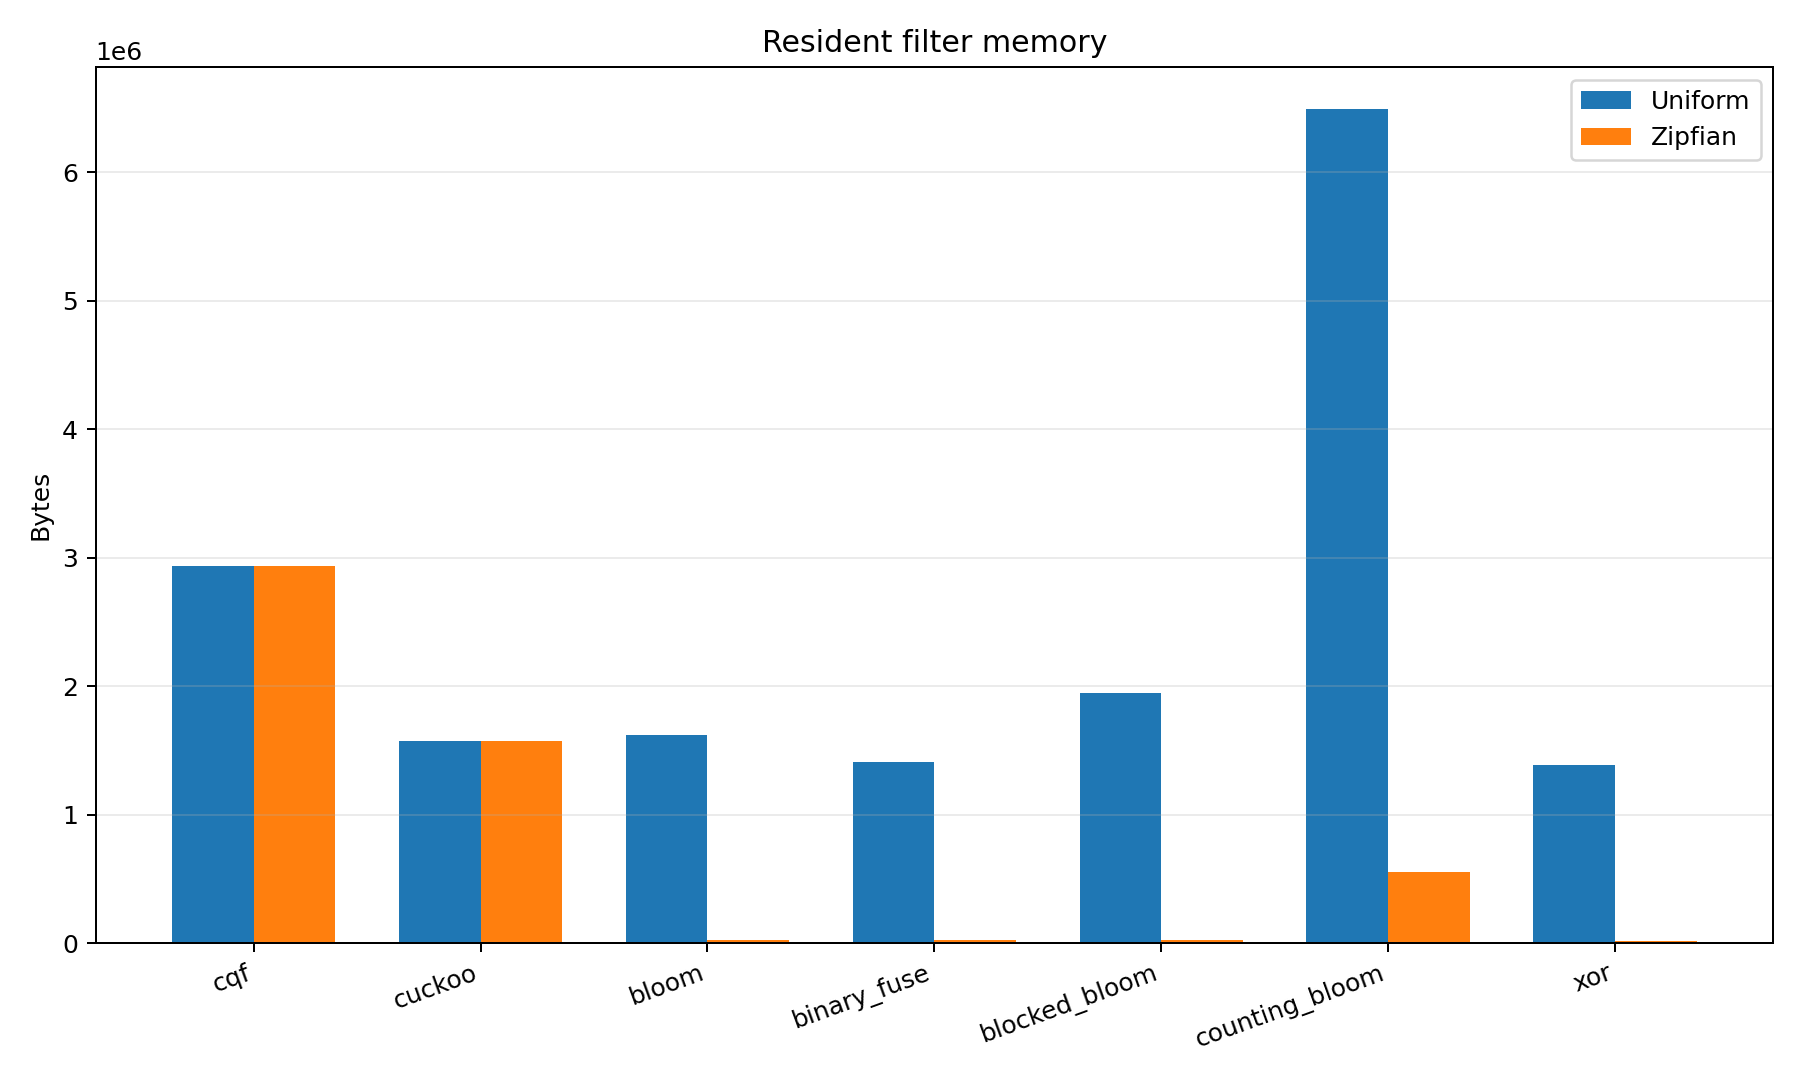 Resident filter memory
1e6
Uniform
Zipfian
6
5
4
3
2
1
0
Bytes
cqf
cuckoo
bloom
binary_fuse
blocked_bloom
counting_bloom
xor